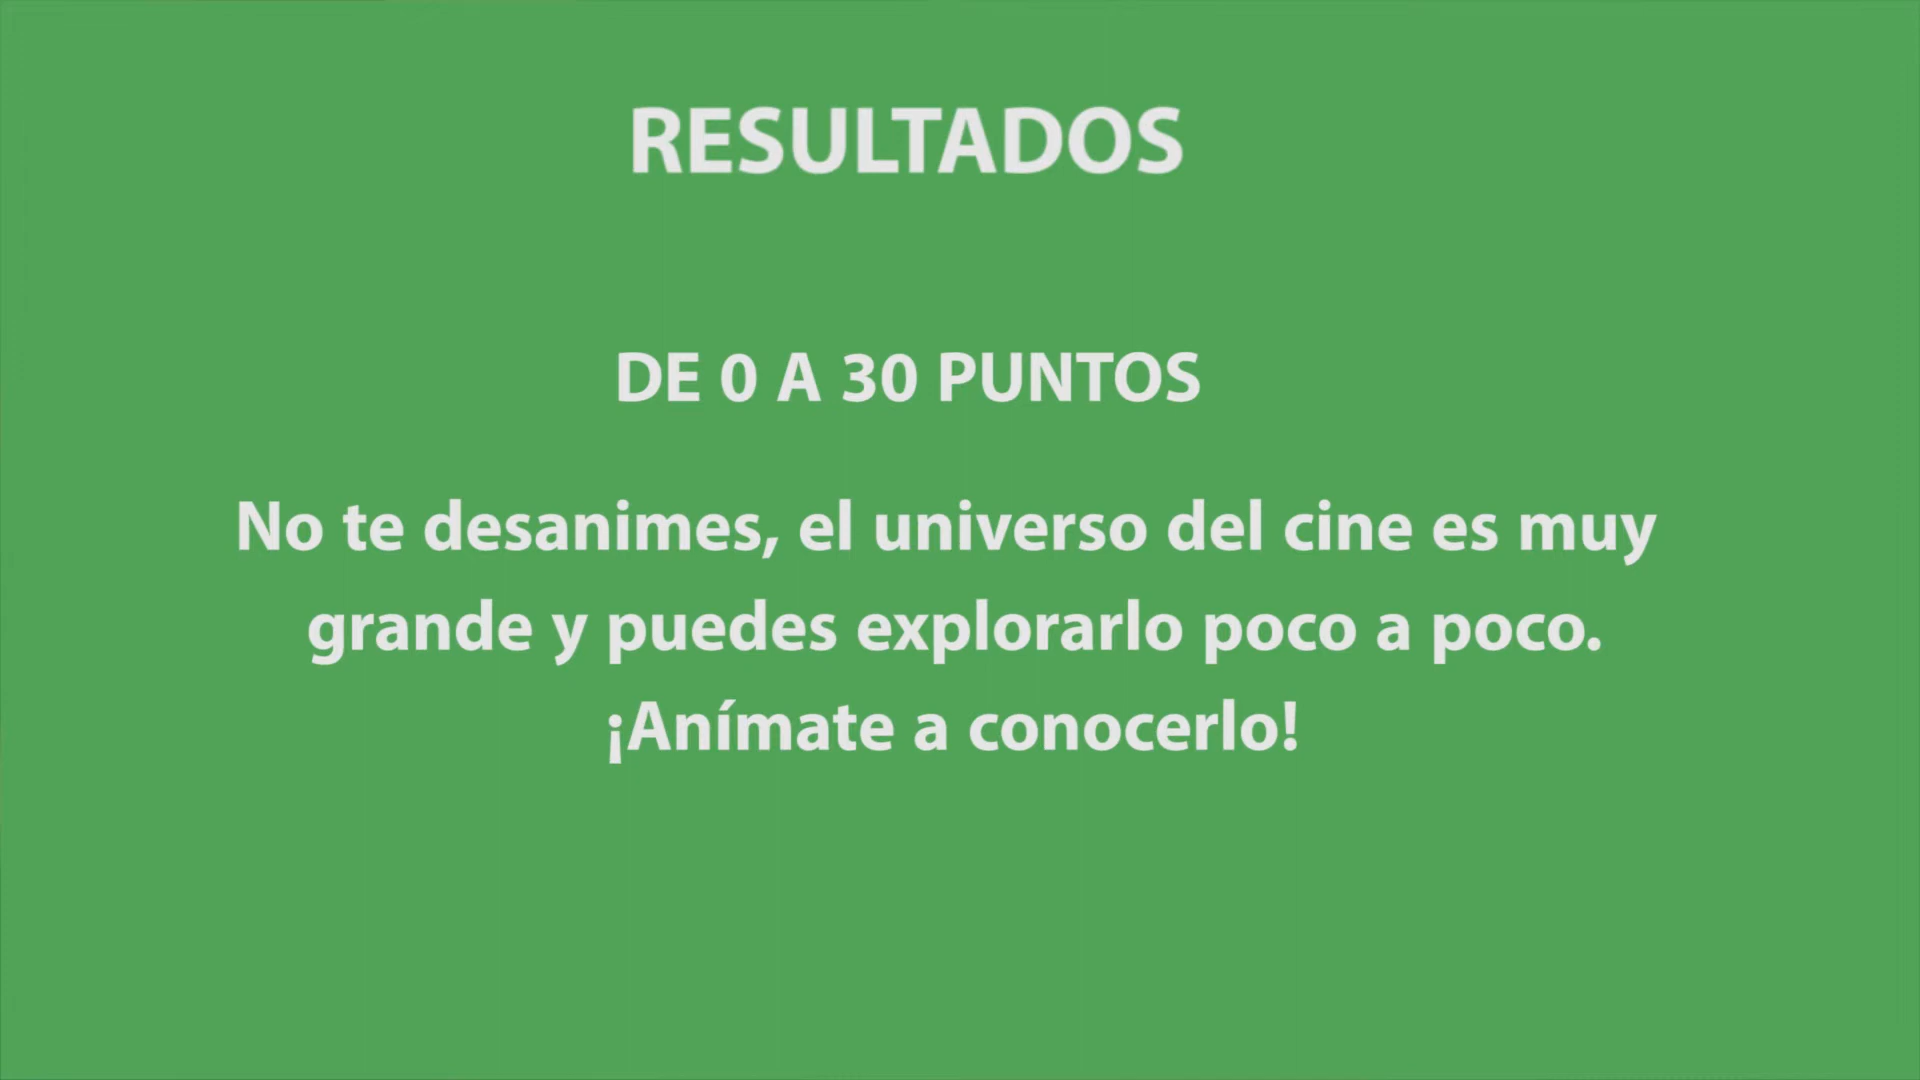 RESULTADOS
DE 0 A 30 PUNTOS
No te desanimes, el universo del cine es muy
grande y puedes explorarlo poco a poco.
¡Anímate a conocerlo!